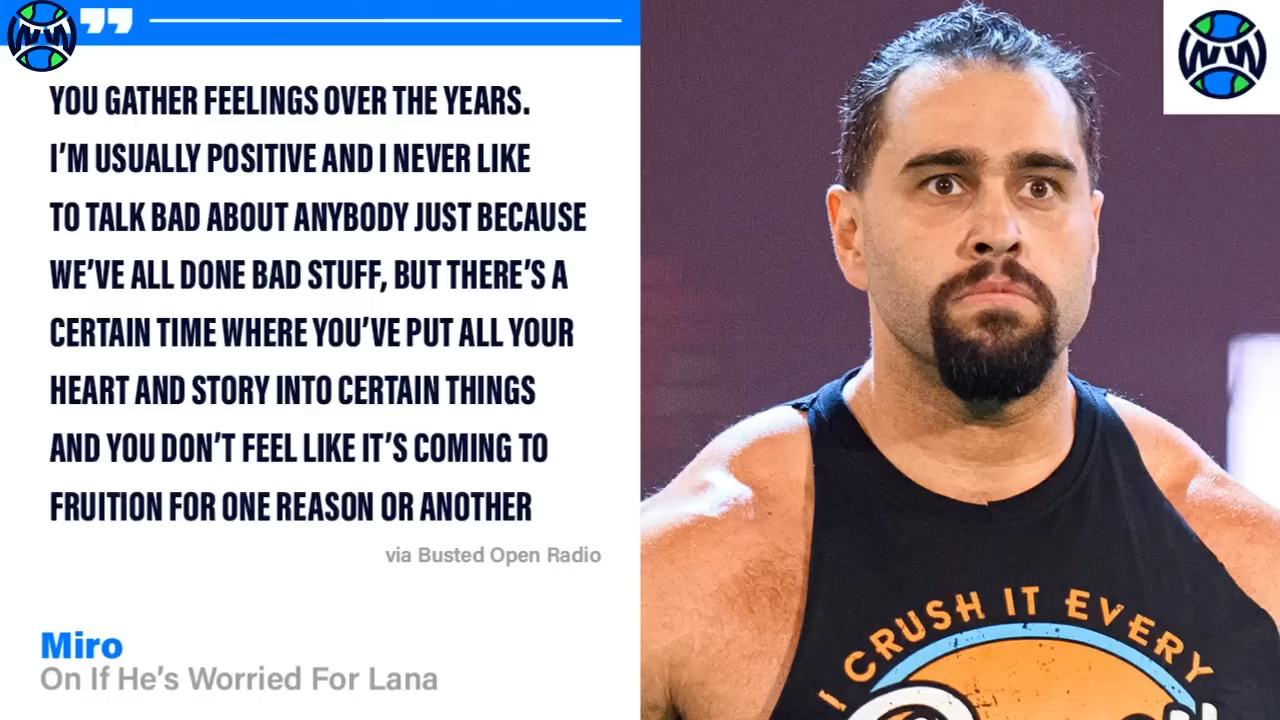 YOU GATHER FEELINGS OVER THE YEARS.
I'M USUALLY POSITIVE AND I NEVER LIKE
TO TALK BAD ABOUT ANYBODY JUST BECAUSE
WE'VE ALL DONE BAD STUFF, BUT THERE'S A
CERTAIN TIME WHERE YOU'VE PUT ALL YOUR
HEART AND STORY INTO CERTAIN THINGS
AND YOU DON'T FEEL LIKE IT'S COMING TO
FRUITION FOR ONE REASON OR ANOTHER
via Busted Open Radio
Miro
On If He's Worried For Lana
I CRUSH IT EVERY